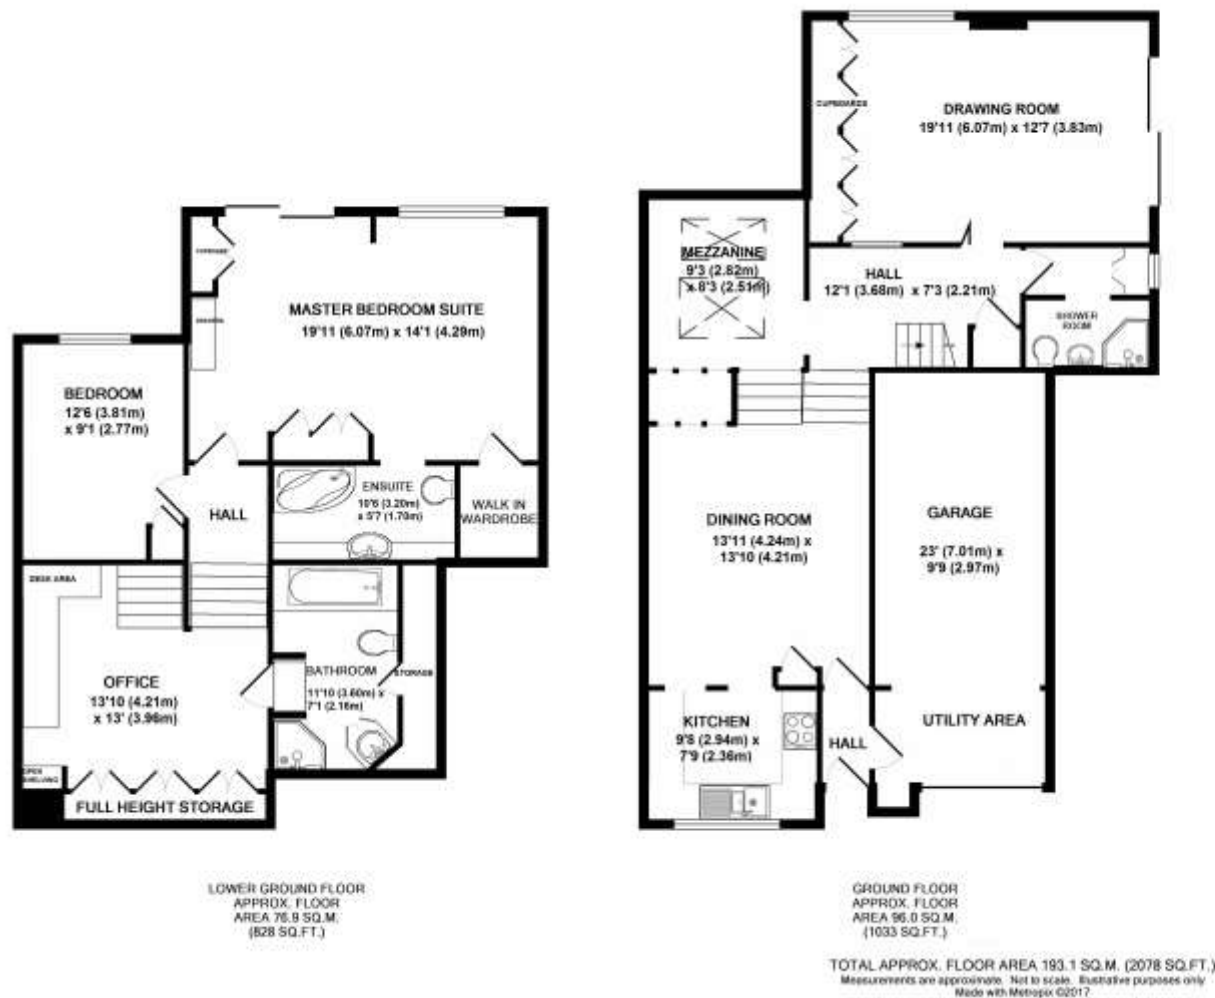 CUPBOARD
DRAWERS
MASTER BEDROOM SUITE
19'11 (6.07m) x 14'1 (4.29m)
BEDROOM
12'6 (3.81m)
x 9'1 (2.77m)
HALL
ENSUITE
10'6 (3.20m)
x 5'7 (1.70m)
WALK IN
WARDROBE
DESK AREA
OFFICE
13'10 (4.21m)
x 13' (3.96m)
BATHROOM
11'10 (3.60m) x
7'1 (2.16m)
STORAGE
OPEN
SHELVING
FULL HEIGHT STORAGE
LOWER GROUND FLOOR
APPROX. FLOOR
AREA 76.9 SQ.M.
(828 SQ.FT.)
CUPBOARDS
DRAWING ROOM
19'11 (6.07m) x 12'7 (3.83m)
MEZZANINE
9'3 (2.82m)
x 8'3 (2.51m)
HALL
12'1 (3.68m) x 7'3 (2.21m)
SHOWER
ROOM
DINING ROOM
13'11 (4.24m) x
13'10 (4.21m)
GARAGE
23' (7.01m) x
9'9 (2.97m)
KITCHEN
9'8 (2.94m) x
7'9 (2.36m)
HALL
UTILITY AREA
GROUND FLOOR
APPROX. FLOOR
AREA 96.0 SQ.M.
(1033 SQ.FT.)
TOTAL APPROX. FLOOR AREA 193.1 SQ.M. (2078 SQ.FT.)
Measurements are approximate. Not to scale. Illustrative purposes only
Made with Metropix ©2017